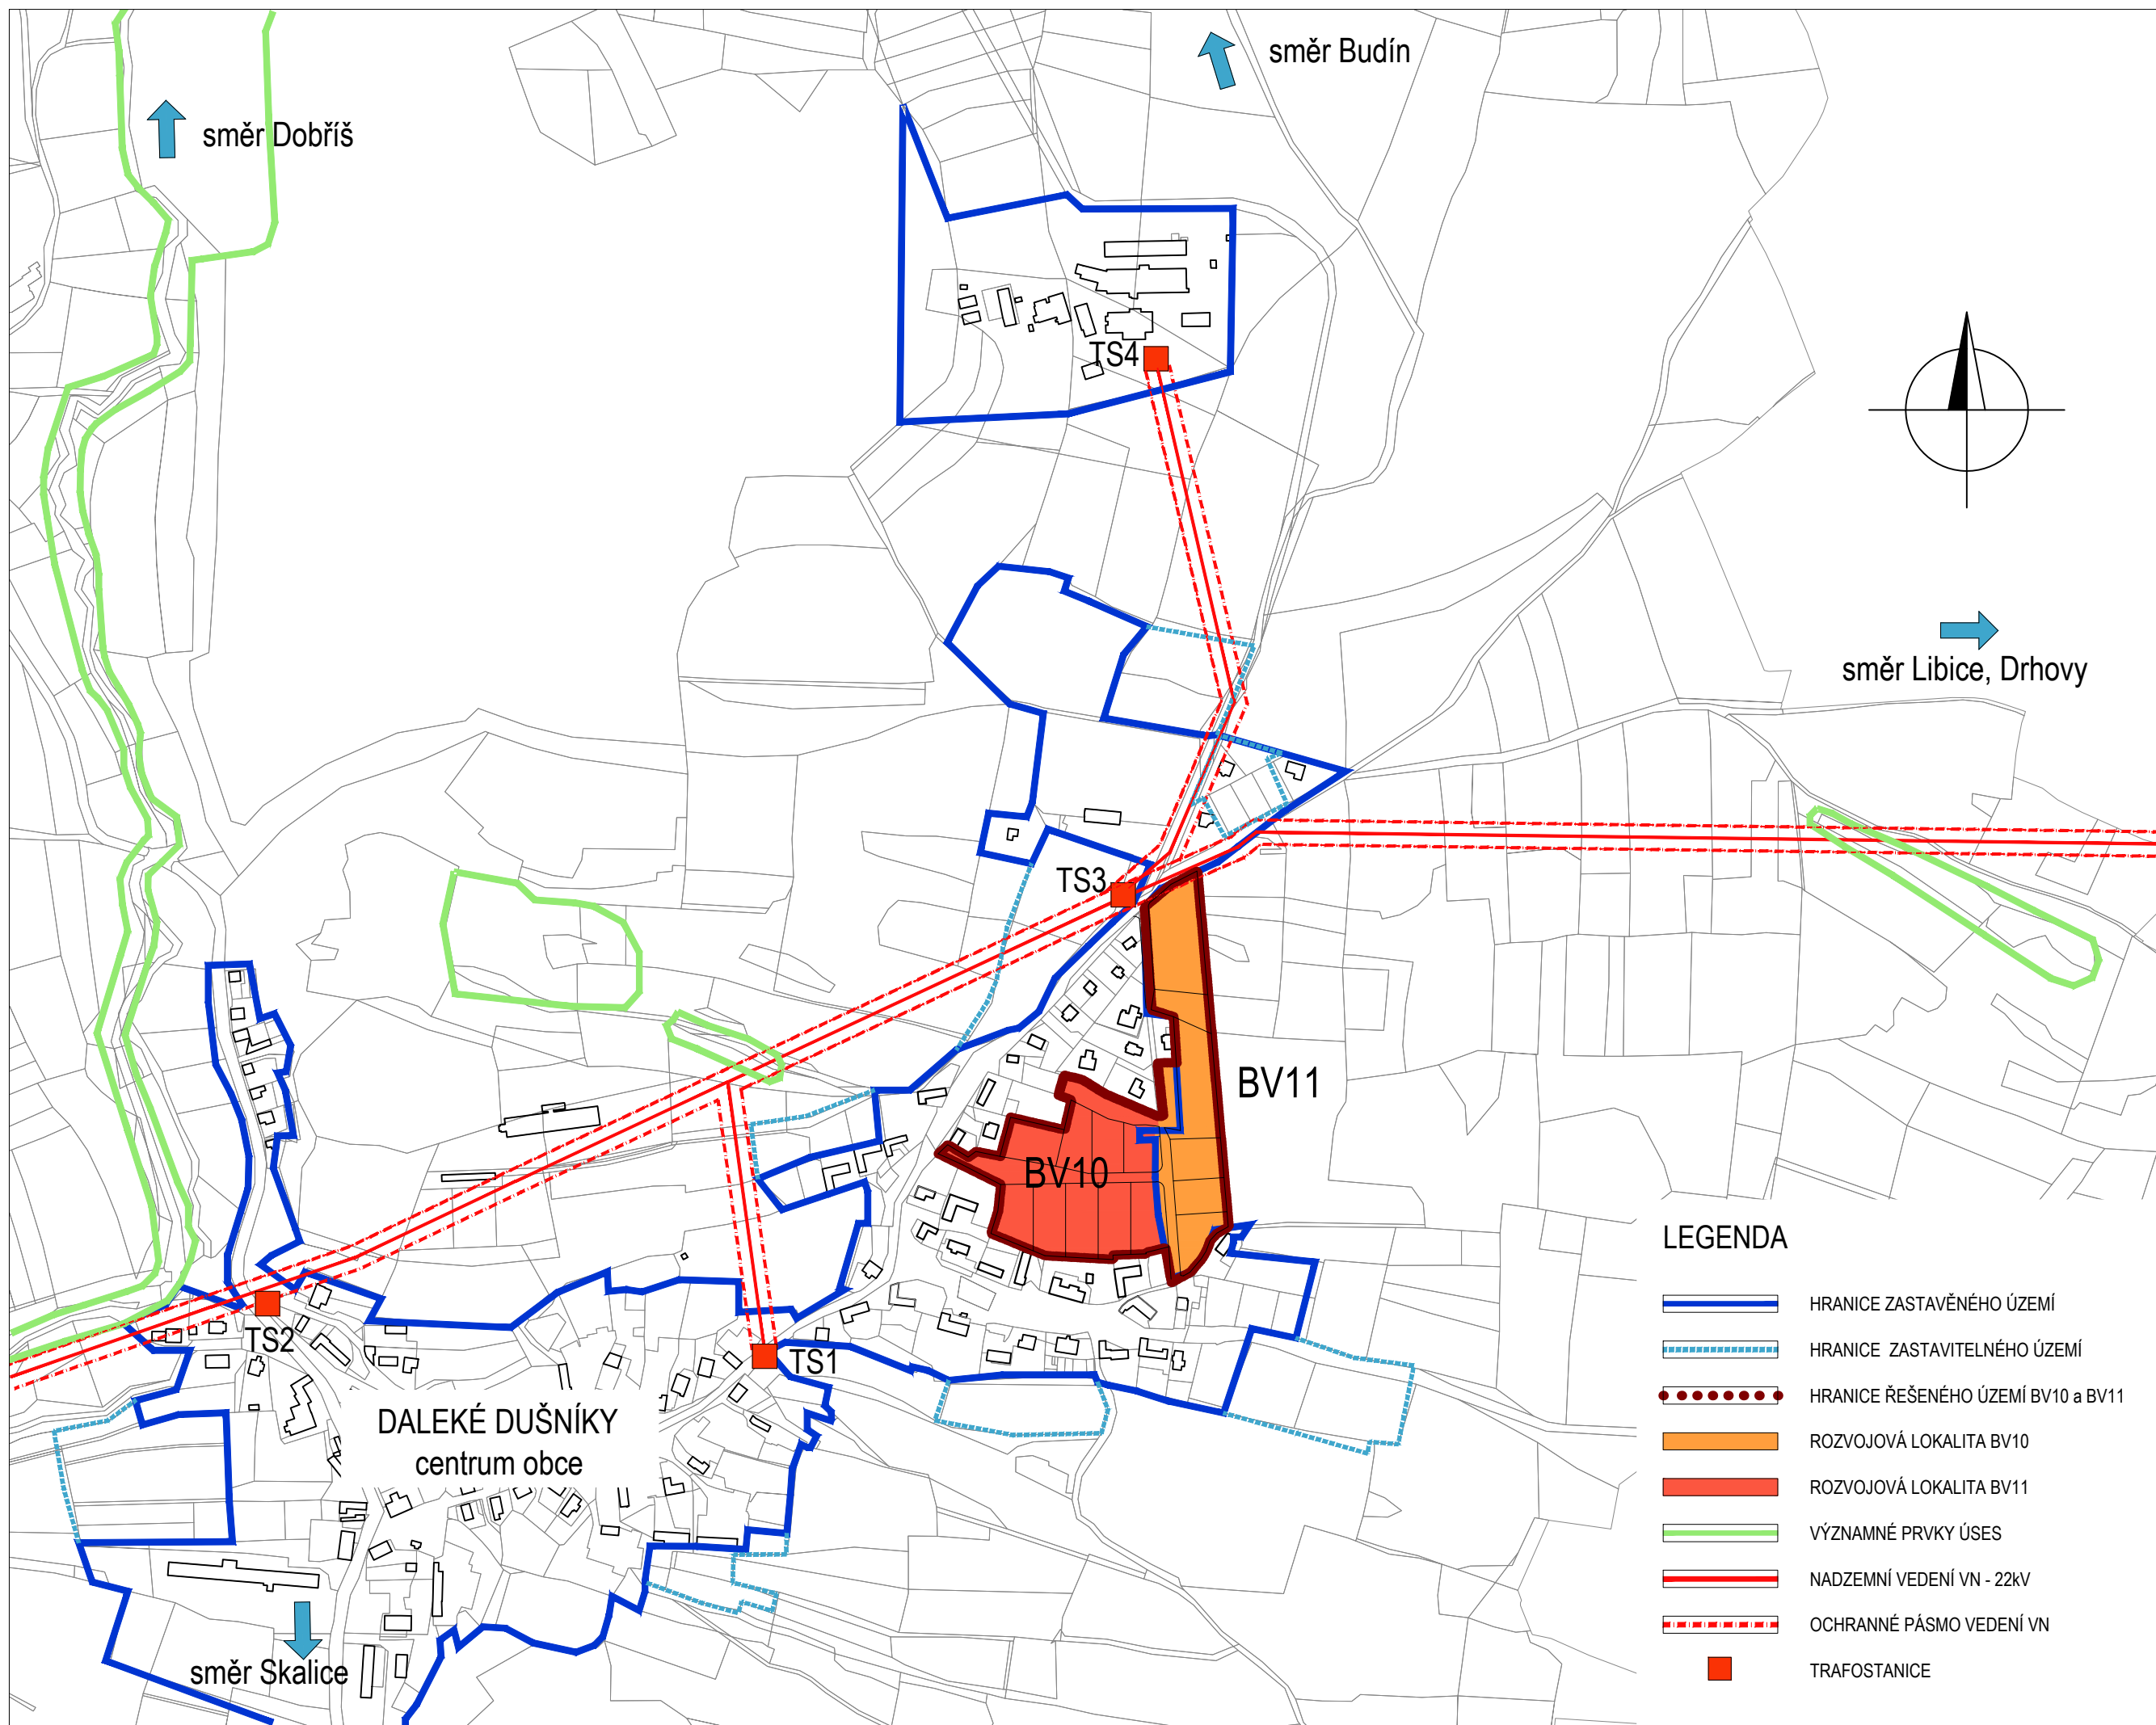 směr Budín
směr Dobříš
TS4
směr Libice, Drhovy
TS3
BV11
BV10
TS2
TS1
DALEKÉ DUŠNÍKY
centrum obce
směr Skalice
LEGENDA
HRANICE ZASTAVĚNÉHO ÚZEMÍ
HRANICE ZASTAVITELNÉHO ÚZEMÍ
HRANICE ŘEŠENÉHO ÚZEMÍ BV10 a BV11
ROZVOJOVÁ LOKALITA BV10
ROZVOJOVÁ LOKALITA BV11
VÝZNAMNÉ PRVKY ÚSES
NADZEMNÍ VEDENÍ VN - 22kV
OCHRANNÉ PÁSMO VEDENÍ VN
TRAFOSTANICE